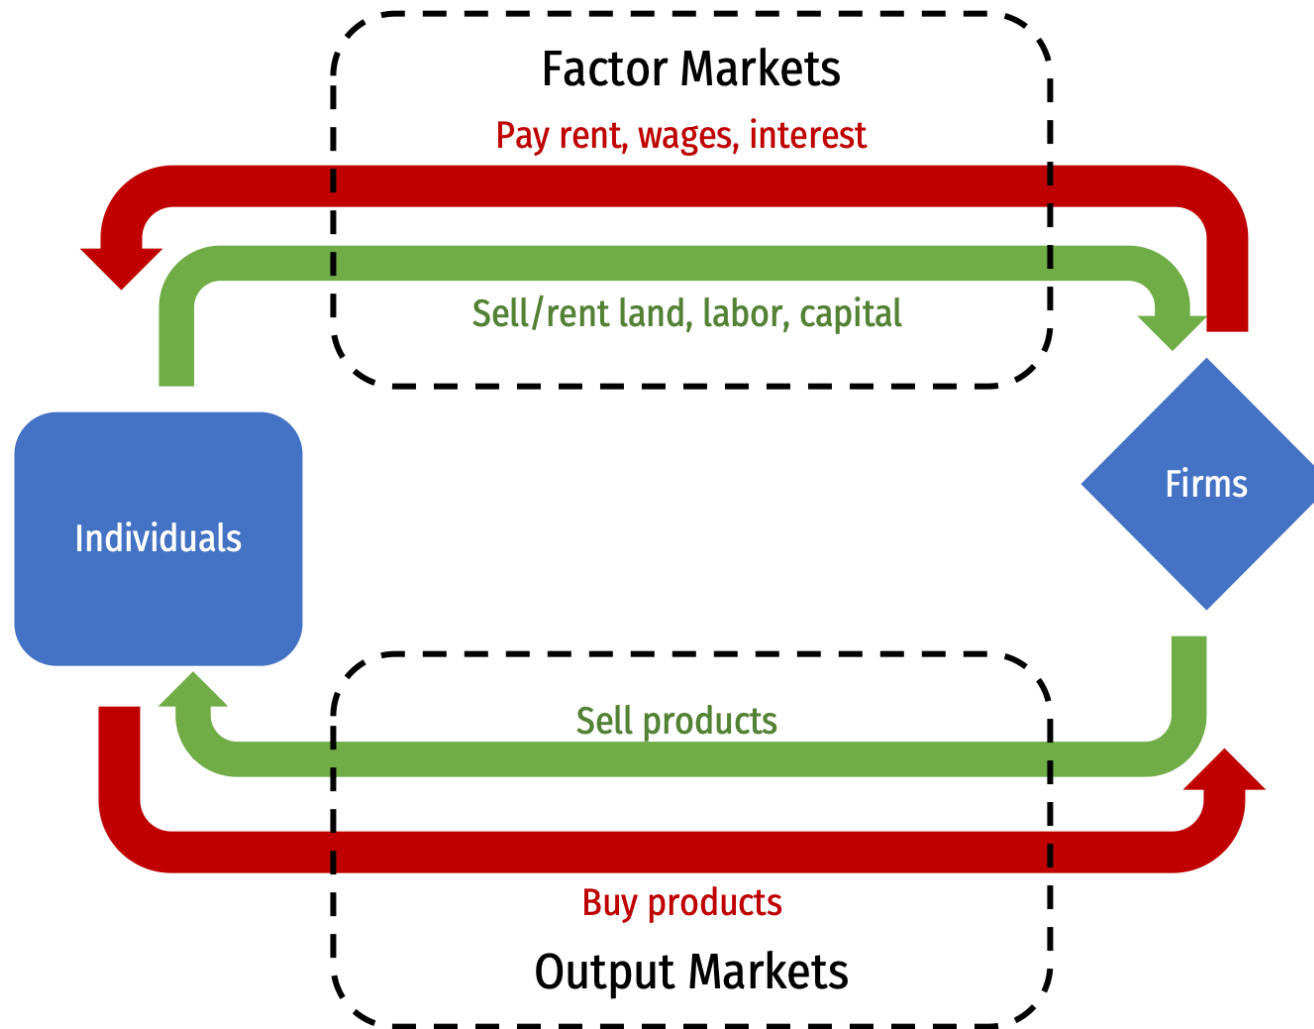 Factor Markets
Pay rent, wages, interest
Sell/rent land, labor, capital
Individuals
Firms
Sell products
Buy products
Output Markets